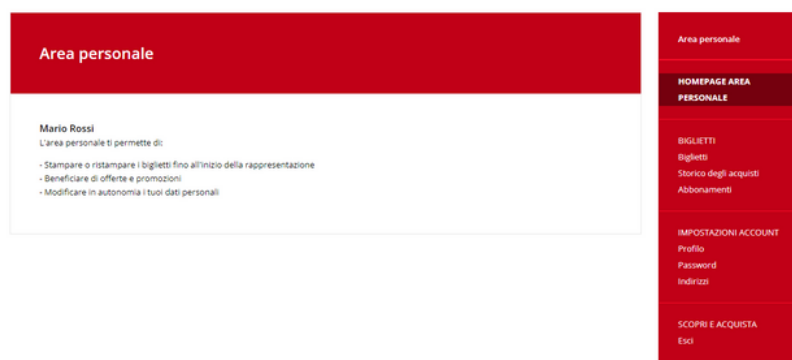 Area personale
Mario Rossi
L'area personale ti permette di:
- Stampare o ristampare i biglietti fino all'inizio della rappresentazione
- Beneficiare di offerte e promozioni
- Modificare in autonomia i tuoi dati personali
Area personale
HOMEPAGE AREA
PERSONALE
BIGLIETTI
Biglietti
Storico degli acquisti
Abbonamenti
IMPOSTAZIONI ACCOUNT
Profilo
Password
Indirizzi
SCOPRI E ACQUISTA
Esci